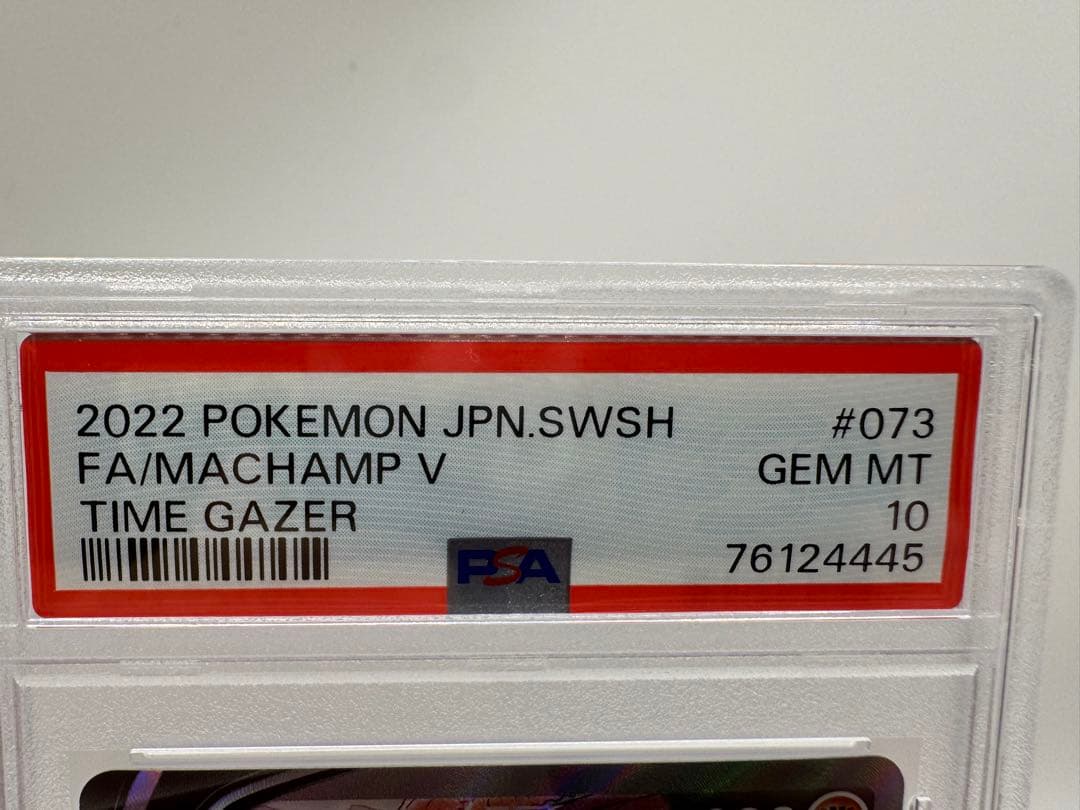 2022 POKEMON JPN.SWSH #073
FA/MACHAMP V GEM MT
TIME GAZER 10
PSA 76124445